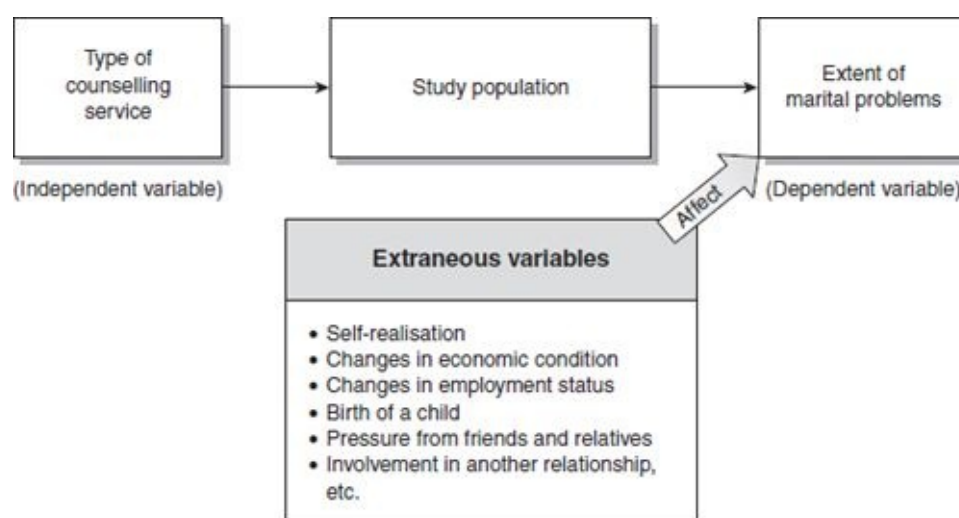 Type of
counselling
service
Study population
Extent of
marital problems
(Independent variable)
(Dependent variable)
Affect
Extraneous variables
• Self-realisation
• Changes in economic condition
• Changes in employment status
• Birth of a child
• Pressure from friends and relatives
• Involvement in another relationship,
etc.